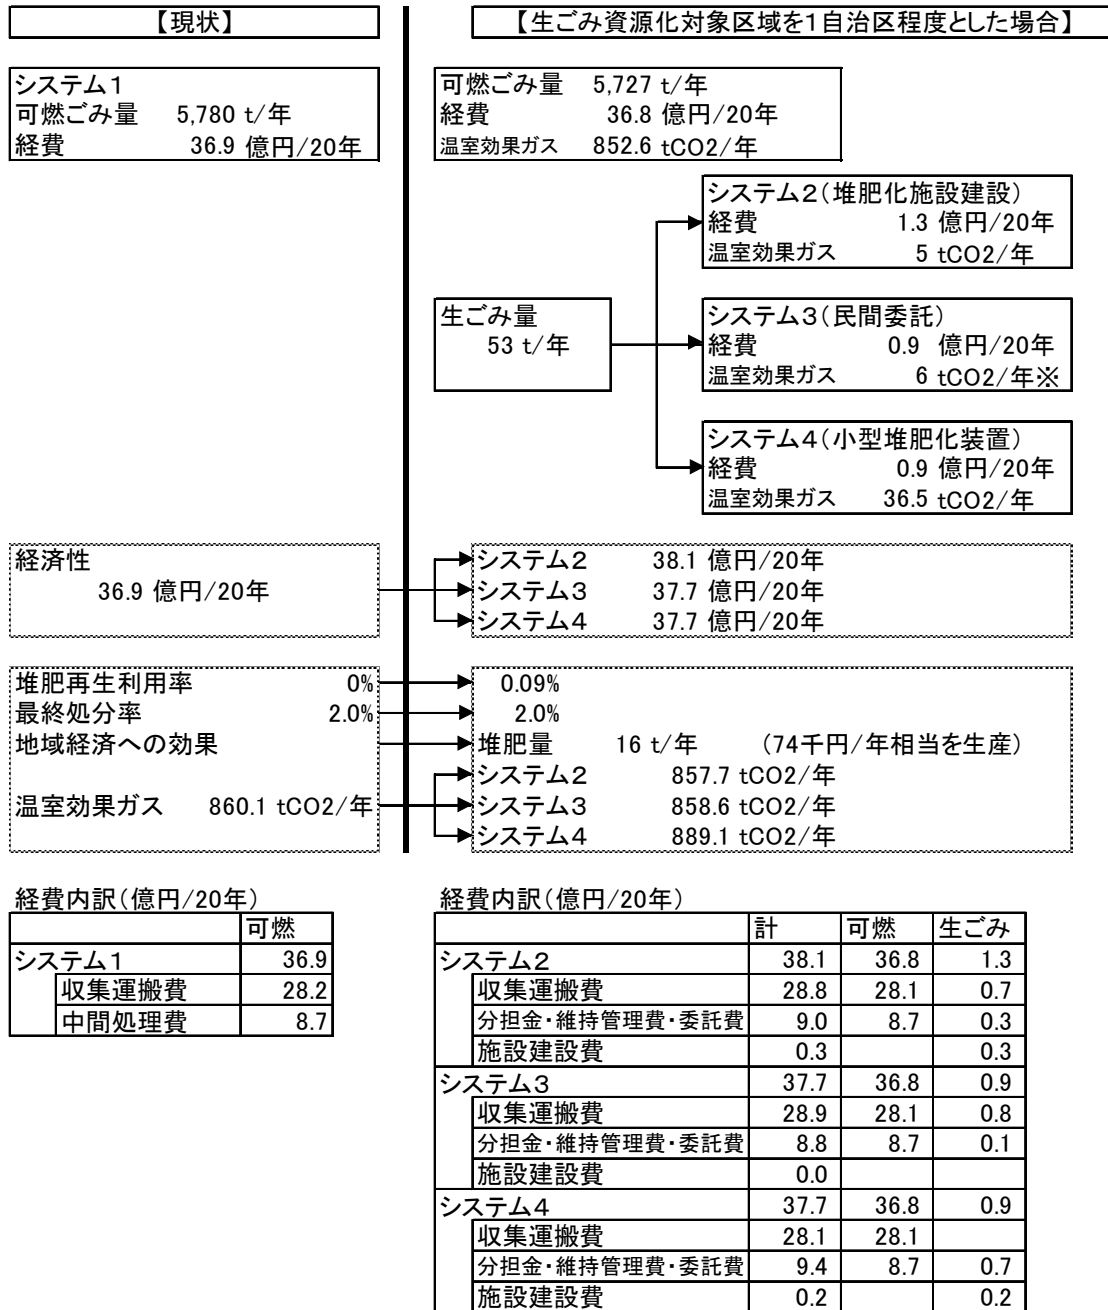 【現状】
【生ごみ資源化対象区域を1自治区程度とした場合】
システム1
可燃ごみ量 5,780 t/年
経費 36.9 億円/20年
可燃ごみ量 5,727 t/年
経費 36.8 億円/20年
温室効果ガス 852.6 tCO2/年
システム2(堆肥化施設建設)
経費 1.3 億円/20年
温室効果ガス 5 tCO2/年
生ごみ量
53 t/年
システム3(民間委託)
経費 0.9 億円/20年
温室効果ガス 6 tCO2/年※
システム4(小型堆肥化装置)
経費 0.9 億円/20年
温室効果ガス 36.5 tCO2/年
経済性
36.9 億円/20年
システム2 38.1 億円/20年
システム3 37.7 億円/20年
システム4 37.7 億円/20年
堆肥再生利用率 0%
最終処分率 2.0%
地域経済への効果
温室効果ガス 860.1 tCO2/年
0.09%
2.0%
堆肥量 16 t/年 (74千円/年相当を生産)
システム2 857.7 tCO2/年
システム3 858.6 tCO2/年
システム4 889.1 tCO2/年
経費内訳(億円/20年)
可燃
システム1 36.9
収集運搬費 28.2
中間処理費 8.7
経費内訳(億円/20年)
計 可燃 生ごみ
システム2 38.1 36.8 1.3
収集運搬費 28.8 28.1 0.7
分担金・維持管理費・委託費 9.0 8.7 0.3
施設建設費 0.3 0.3
システム3 37.7 36.8 0.9
収集運搬費 28.9 28.1 0.8
分担金・維持管理費・委託費 8.8 8.7 0.1
施設建設費 0.0
システム4 37.7 36.8 0.9
収集運搬費 28.1 28.1
分担金・維持管理費・委託費 9.4 8.7 0.7
施設建設費 0.2 0.2